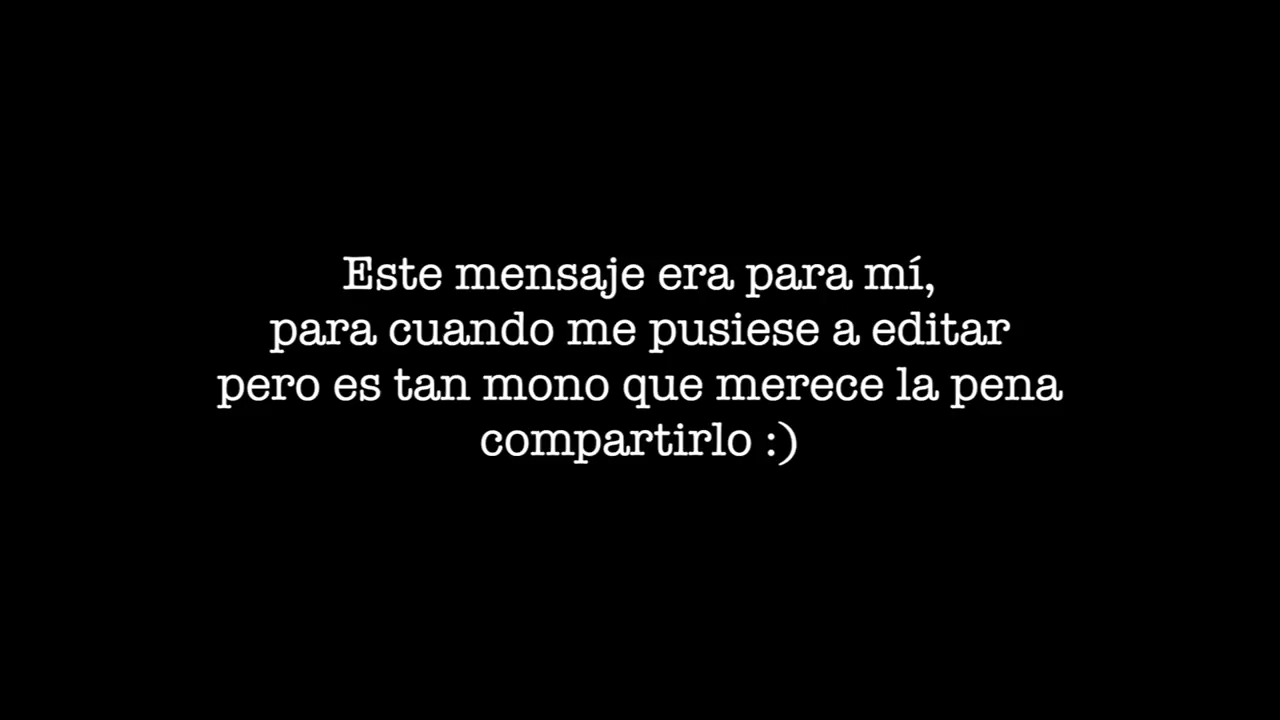 Este mensaje era para mí,
para cuando me pusiese a editar
pero es tan mono que merece la pena
compartirlo :)